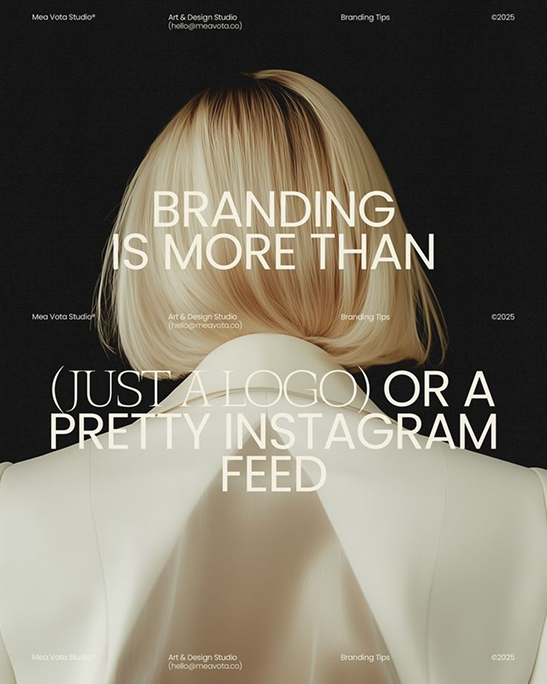 Mea Vota Studio® Art & Design Studio Branding Tips ©2025
(hello@meavota.co)
BRANDING
IS MORE THAN
Mea Vota Studio® Art & Design Studio Branding Tips ©2025
(hello@meavota.co)
(JUST A LOGO) OR A
PRETTY INSTAGRAM
FEED
Mea Vota Studio® Art & Design Studio Branding Tips ©2025
(hello@meavota.co)